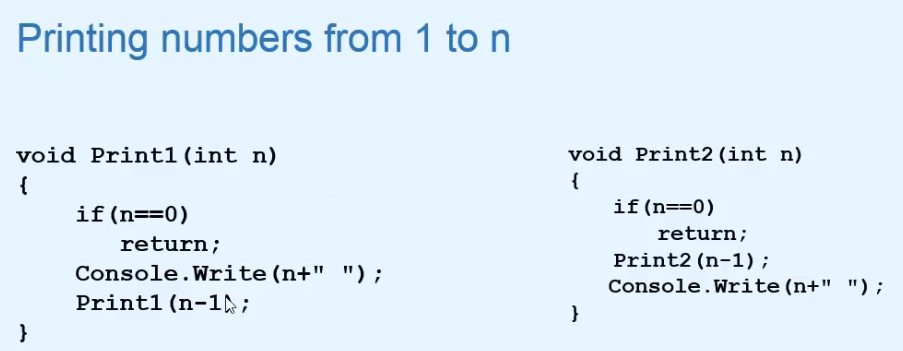 Printing numbers from 1 to n
void Print1(int n)
{
if(n==0)
return;
Console.Write(n+" ");
Print1(n-1);
}
void Print2(int n)
{
if(n==0)
return;
Print2(n-1);
Console.Write(n+" ");
}